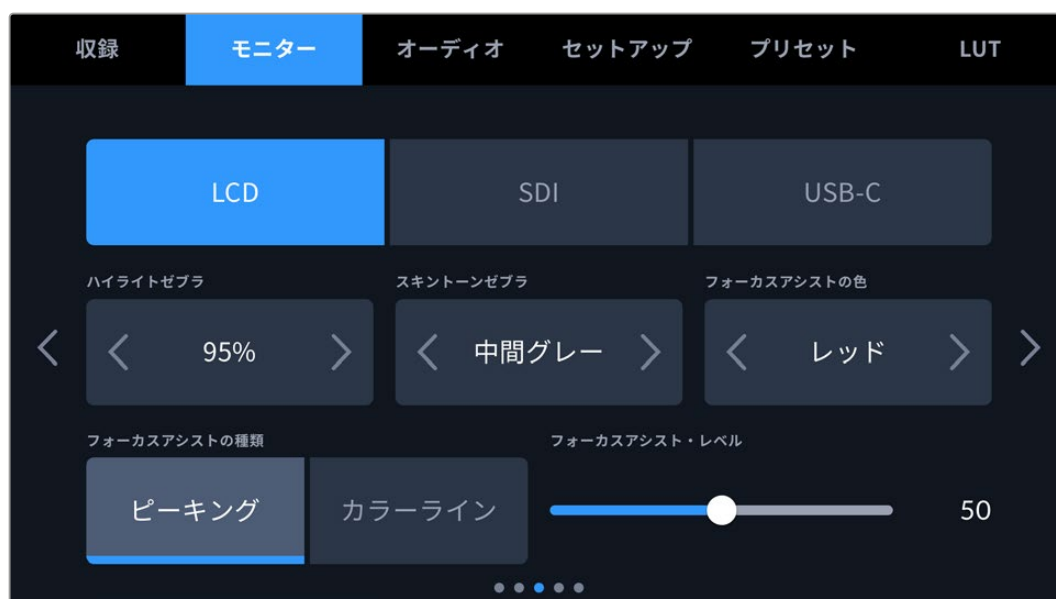 収録 モニター オーディオ セットアップ プリセット LUT
LCD SDI USB-C
ハイライトゼブラ スキントーンゼブラ フォーカスアシストの色
95% 中間グレー レッド
フォーカスアシストの種類 フォーカスアシスト・レベル
ピーキング カラーライン 50